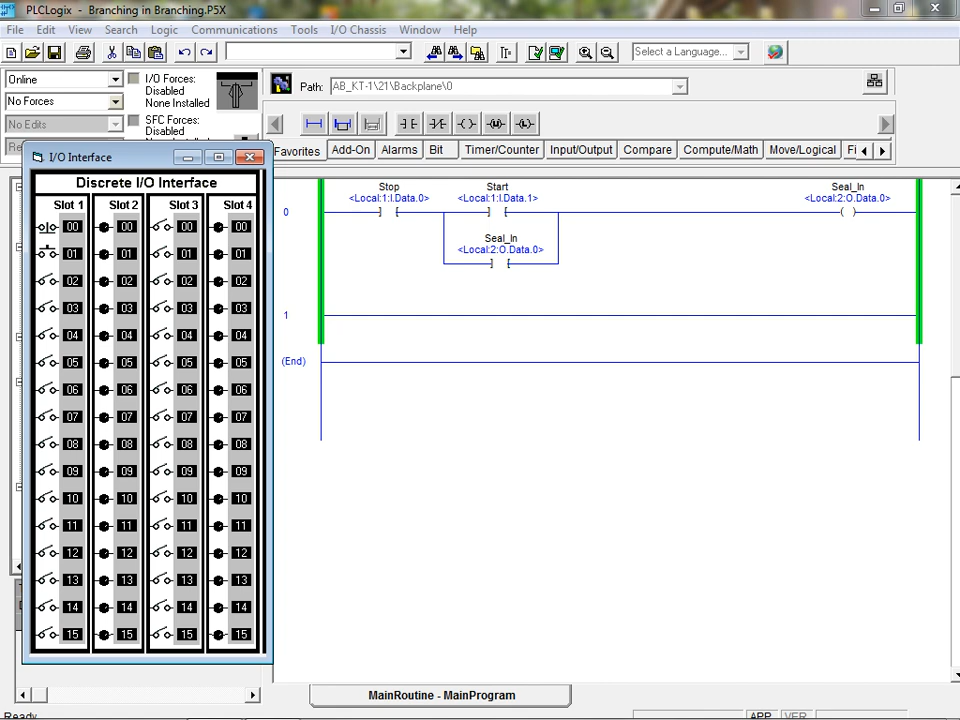 PLCLogix - Branching in Branching.P5X
File Edit View Search Logic Communications Tools I/O Chassis Window Help
Select a Language...
Online
No Forces
No Edits
I/O Forces:
Disabled
None Installed
SFC Forces:
Disabled
Path: AB_KT-1\21\Backplane\0
Favorites Add-On Alarms Bit Timer/Counter Input/Output Compare Compute/Math Move/Logical
I/O Interface
Discrete I/O Interface
Slot 1 Slot 2 Slot 3 Slot 4
00 00 00 00
01 01 01 01
02 02 02 02
03 03 03 03
04 04 04 04
05 05 05 05
06 06 06 06
07 07 07 07
08 08 08 08
09 09 09 09
10 10 10 10
11 11 11 11
12 12 12 12
13 13 13 13
14 14 14 14
15 15 15 15
Stop Start Seal_In
<Local:1:I.Data.0> <Local:1:I.Data.1> <Local:2:O.Data.0>
0
Seal_In
<Local:2:O.Data.0>
1
(End)
MainRoutine - MainProgram
Ready
APP VER